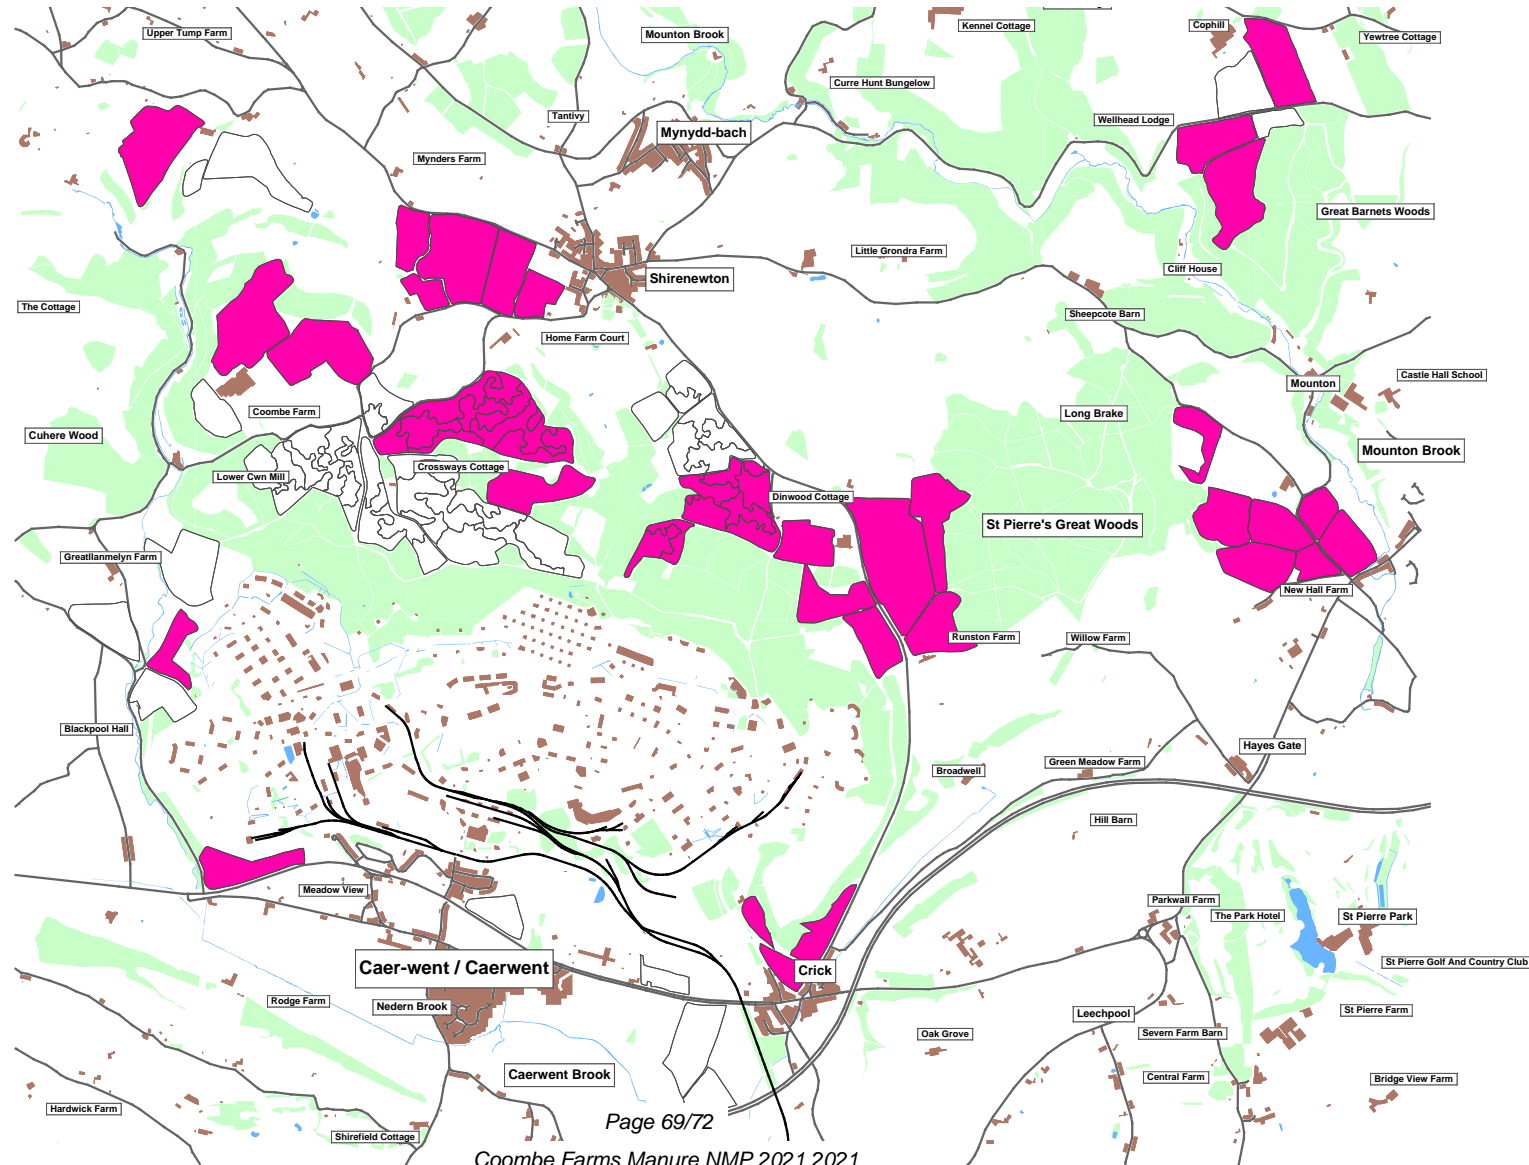 Kennel Cottage
Cophill
Upper Tump Farm
Mounton Brook
Yewtree Cottage
Curre Hunt Bungelow
Tantivy
Wellhead Lodge
Mynydd-bach
Mynders Farm
Great Barnets Woods
Little Grondra Farm
Cliff House
Shirenewton
The Cottage
Sheepcote Barn
Home Farm Court
Castle Hall School
Mounton
Coombe Farm
Long Brake
Cuhere Wood
Mounton Brook
Crossways Cottage
Lower Cwn Mill
Dinwood Cottage
St Pierre's Great Woods
Greatllanmelyn Farm
New Hall Farm
Runston Farm
Willow Farm
Blackpool Hall
Hayes Gate
Green Meadow Farm
Broadwell
Hill Barn
Meadow View
Parkwall Farm
The Park Hotel
St Pierre Park
St Pierre Golf And Country Club
Caer-went / Caerwent
Crick
Rodge Farm
Nedern Brook
St Pierre Farm
Leechpool
Oak Grove
Severn Farm Barn
Caerwent Brook
Central Farm
Bridge View Farm
Hardwick Farm
Page 69/72
Shirefield Cottage
Coombe Farms Manure NMP 2021 2021